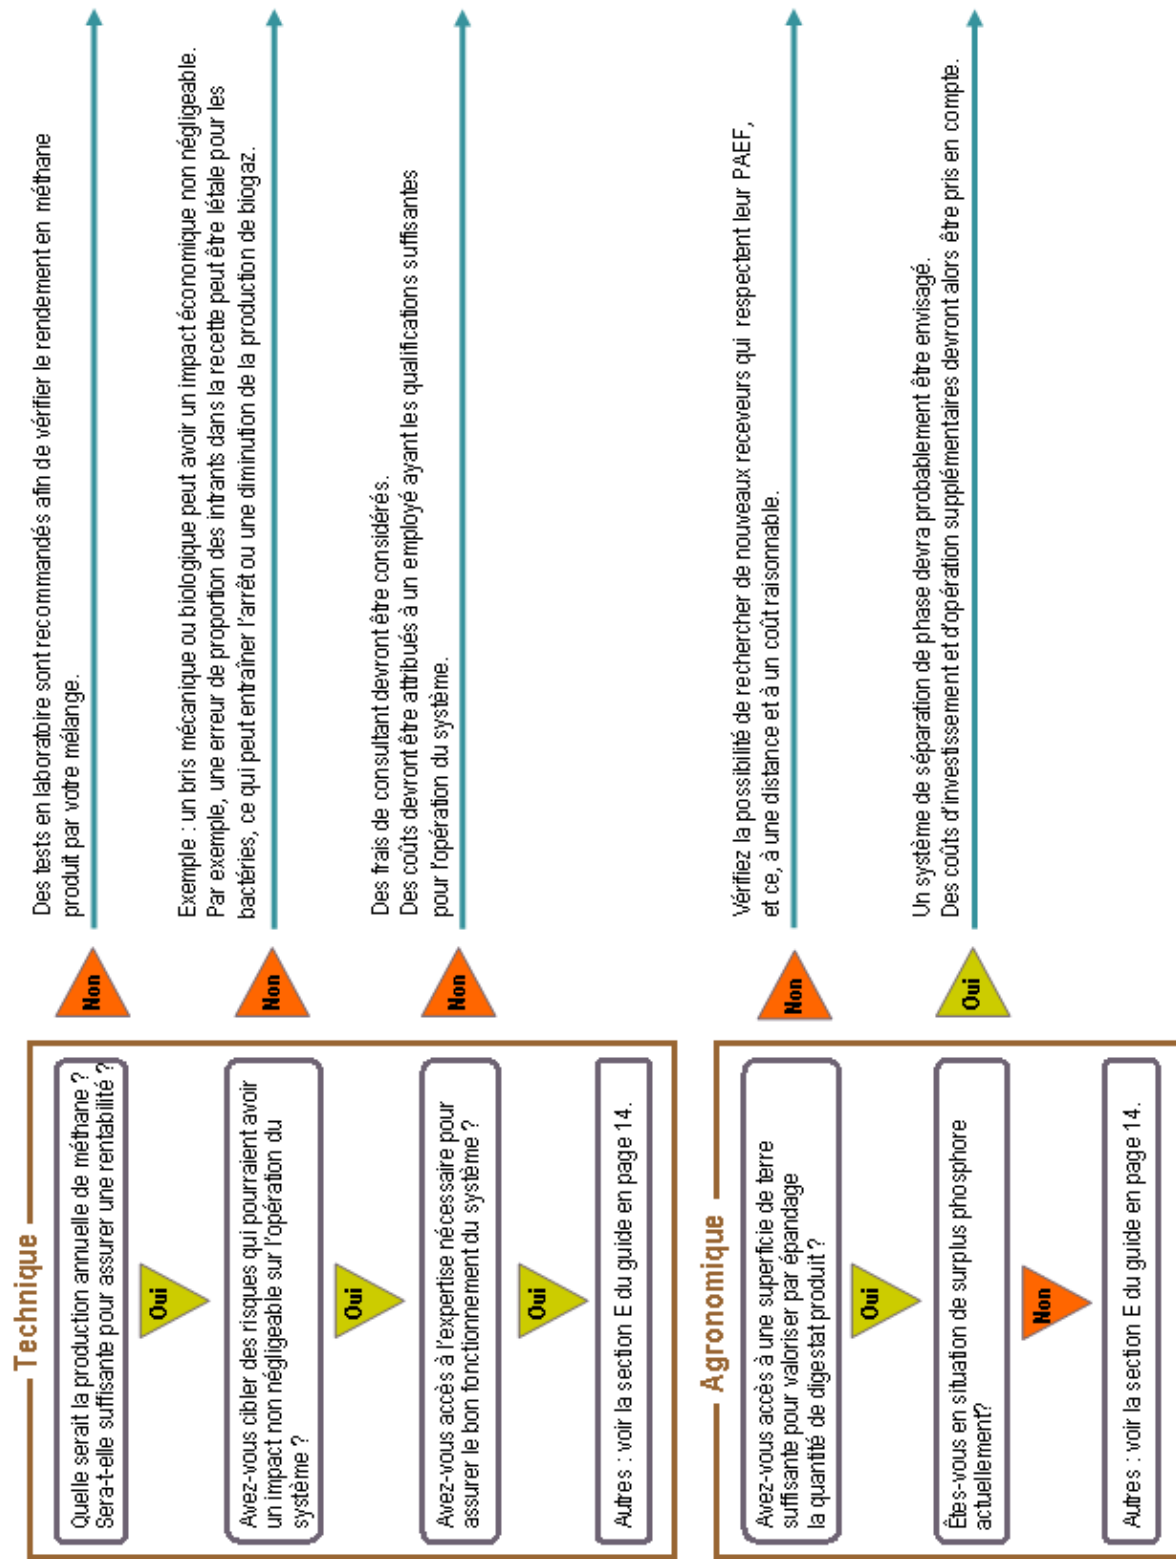 Technique
Quelle serait la production annuelle de méthane ?
Sera-t-elle suffisante pour assurer une rentabilité ?
Non
Des tests en laboratoire sont recommandés afin de vérifier le rendement en méthane
produit par votre mélange.
Oui
Avez-vous cibler des risques qui pourraient avoir
un impact non négligeable sur l'opération du
système ?
Non
Exemple : un bris mécanique ou biologique peut avoir un impact économique non négligeable.
Par exemple, une erreur de proportion des intrants dans la recette peut être létale pour les
bactéries, ce qui peut entraîner l'arrêt ou une diminution de la production de biogaz.
Oui
Avez-vous accès à l'expertise nécessaire pour
assurer le bon fonctionnement du système ?
Non
Des frais de consultant devront être considérés.
Des coûts devront être attribués à un employé ayant les qualifications suffisantes
pour l'opération du système.
Oui
Autres : voir la section E du guide en page 14.
Agronomique
Avez-vous accès à une superficie de terre
suffisante pour valoriser par épandage
la quantité de digestat produit ?
Non
Vérifiez la possibilité de rechercher de nouveaux receveurs qui respectent leur PAEF,
et ce, à une distance et à un coût raisonnable.
Oui
Êtes-vous en situation de surplus phosphore
actuellement?
Oui
Un système de séparation de phase devra probablement être envisagé.
Des coûts d'investissement et d'opération supplémentaires devront alors être pris en compte.
Non
Autres : voir la section E du guide en page 14.